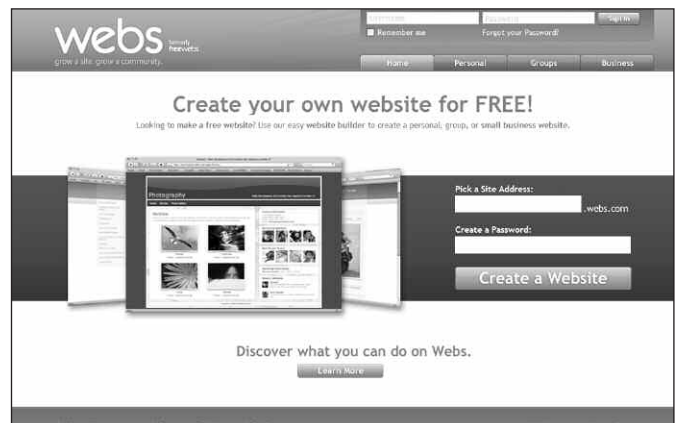 webs formerly freewebs
grow a site. grow a community.
Username Password Sign In
Remember me Forgot your Password?
Home Personal Groups Business
Create your own website for FREE!
Looking to make a free website? Use our easy website builder to create a personal, group, or small business website.
Photography
Pick a Site Address:
.webs.com
Create a Password:
Create a Website
Discover what you can do on Webs.
Learn More